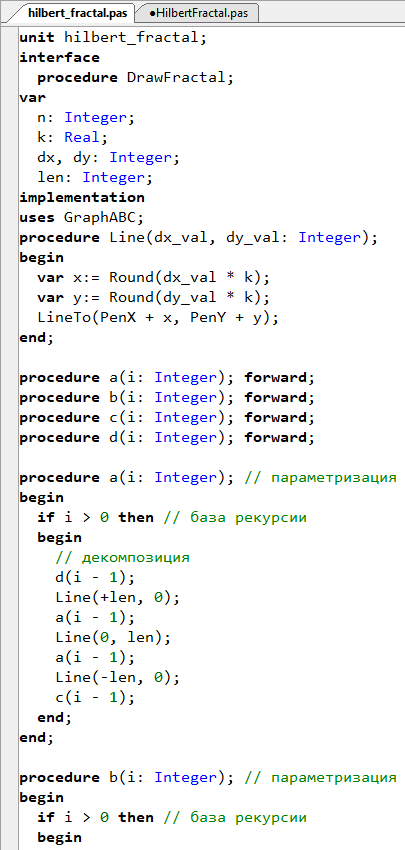 hilbert_fractal.pas •HilbertFractal.pas
unit hilbert_fractal;
interface
  procedure DrawFractal;
var
  n: Integer;
  k: Real;
  dx, dy: Integer;
  len: Integer;
implementation
uses GraphABC;
procedure Line(dx_val, dy_val: Integer);
begin
  var x:= Round(dx_val * k);
  var y:= Round(dy_val * k);
  LineTo(PenX + x, PenY + y);
end;

procedure a(i: Integer); forward;
procedure b(i: Integer); forward;
procedure c(i: Integer); forward;
procedure d(i: Integer); forward;

procedure a(i: Integer); // параметризация
begin
  if i > 0 then // база рекурсии
  begin
    // декомпозиция
    d(i - 1);
    Line(+len, 0);
    a(i - 1);
    Line(0, len);
    a(i - 1);
    Line(-len, 0);
    c(i - 1);
  end;
end;

procedure b(i: Integer); // параметризация
begin
  if i > 0 then // база рекурсии
  begin